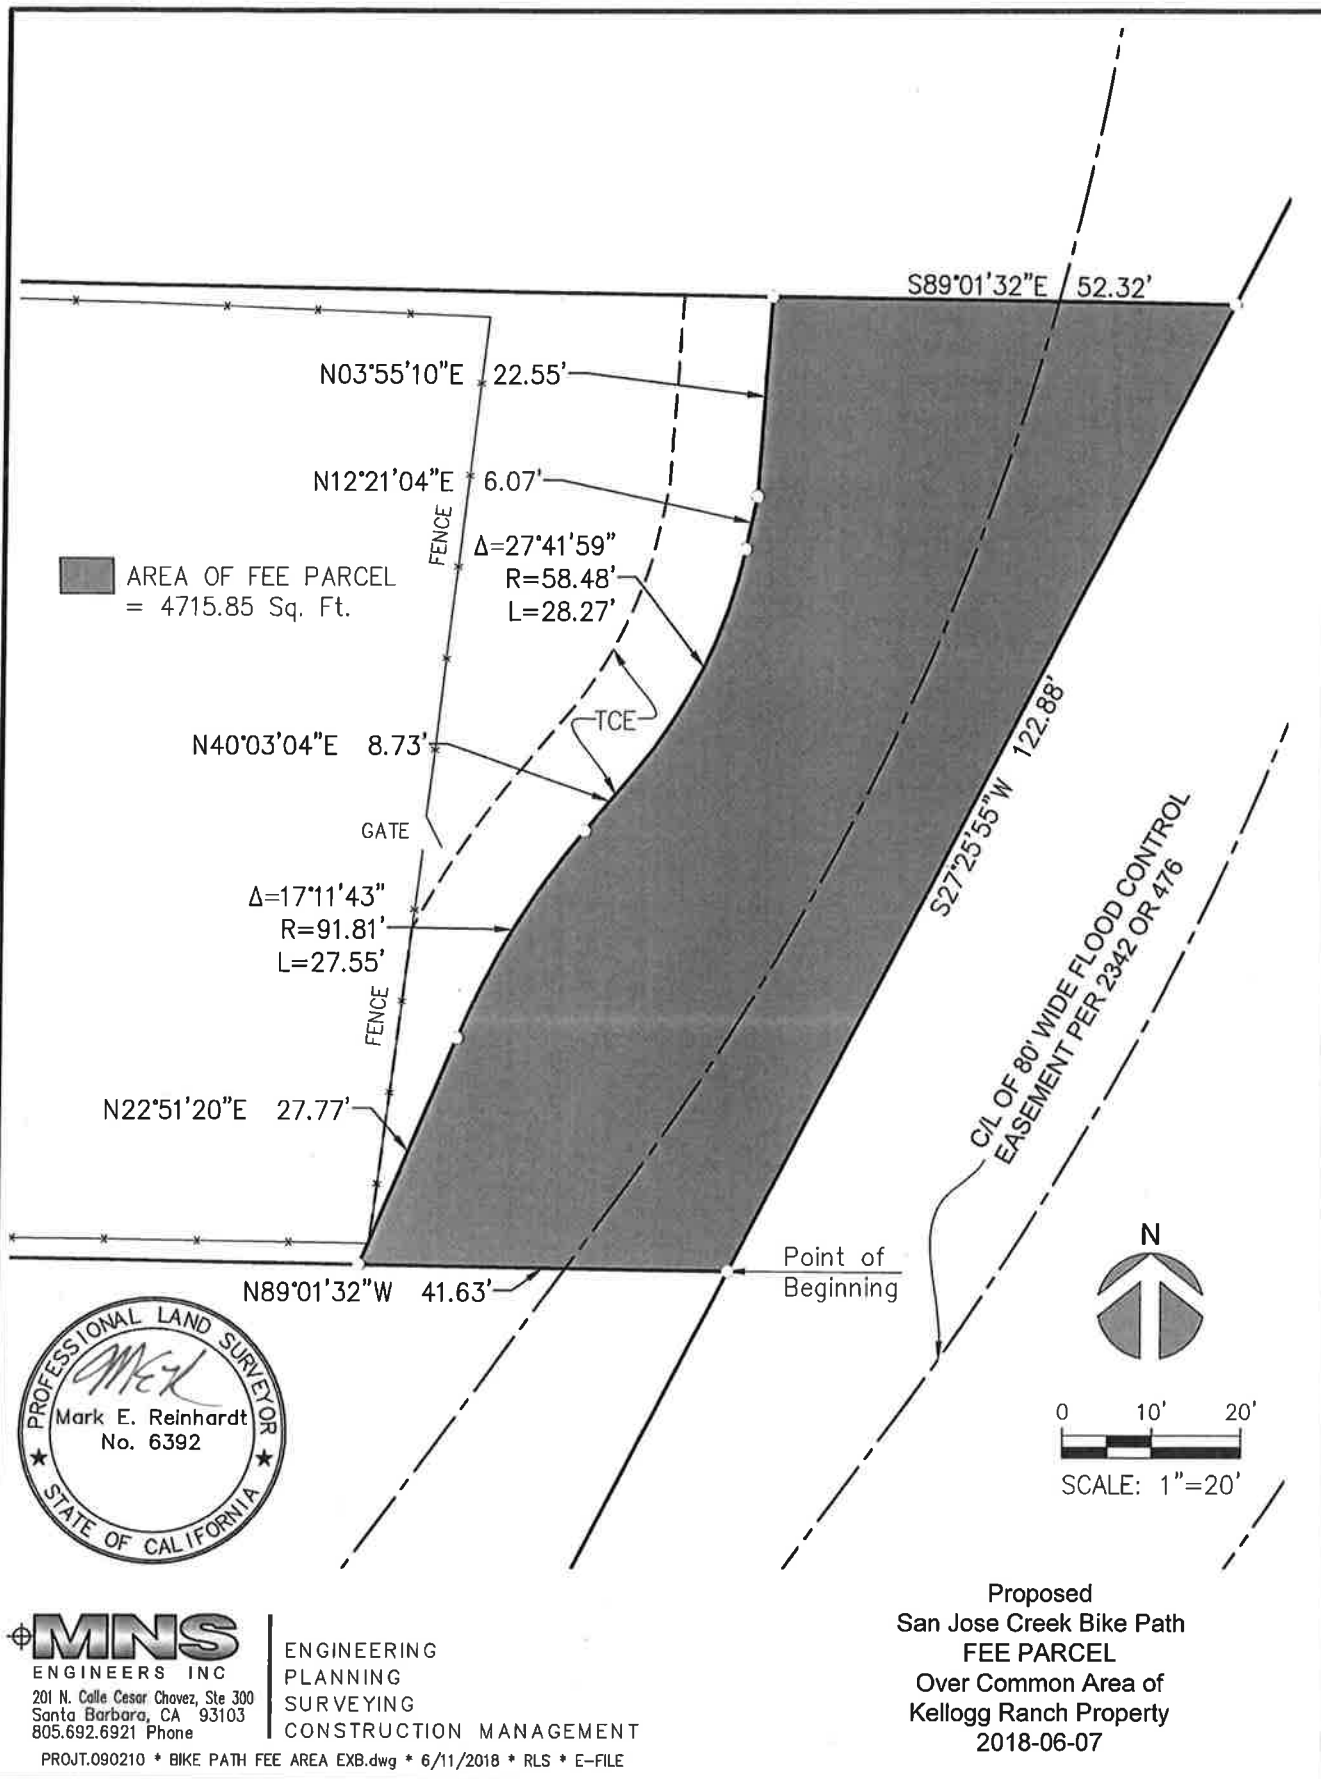 S89°01'32"E 52.32'
N03°55'10"E 22.55'
N12°21'04"E 6.07'
FENCE
Δ=27°41'59"
R=58.48'
L=28.27'
AREA OF FEE PARCEL
= 4715.85 Sq. Ft.
TCE
N40°03'04"E 8.73'
GATE
S27°25'55"W 122.88'
Δ=17°11'43"
R=91.81'
L=27.55'
FENCE
C/L OF 80' WIDE FLOOD CONTROL
EASEMENT PER 2342 OR 476
N22°51'20"E 27.77'
Point of
Beginning
N89°01'32"W 41.63'
N
PROFESSIONAL LAND SURVEYOR
MER
Mark E. Reinhardt
No. 6392
STATE OF CALIFORNIA
0 10' 20'
SCALE: 1"=20'
MNS
ENGINEERS INC
201 N. Calle Cesar Chavez, Ste 300
Santa Barbara, CA 93103
805.692.6921 Phone
ENGINEERING
PLANNING
SURVEYING
CONSTRUCTION MANAGEMENT
Proposed
San Jose Creek Bike Path
FEE PARCEL
Over Common Area of
Kellogg Ranch Property
2018-06-07
PROJT.090210 * BIKE PATH FEE AREA EXB.dwg * 6/11/2018 * RLS * E-FILE